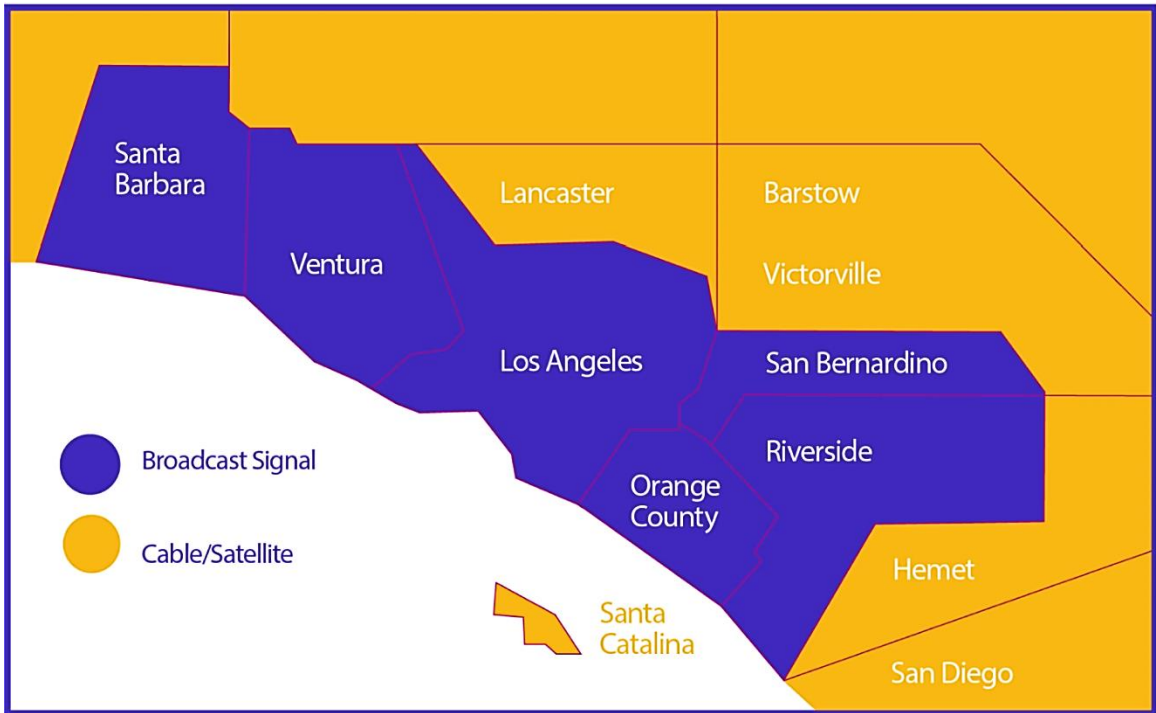 Santa
Barbara
Ventura
Lancaster
Barstow
Victorville
Los Angeles
San Bernardino
Riverside
Orange
County
Hemet
San Diego
Santa
Catalina
Broadcast Signal
Cable/Satellite